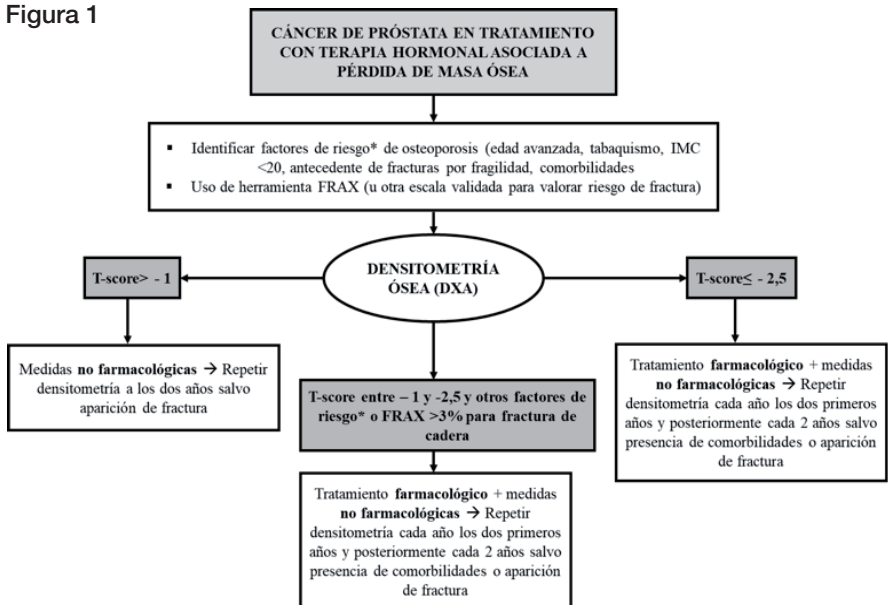 Figura 1
CÁNCER DE PRÓSTATA EN TRATAMIENTO
CON TERAPIA HORMONAL ASOCIADA A
PÉRDIDA DE MASA ÓSEA
▪ Identificar factores de riesgo* de osteoporosis (edad avanzada, tabaquismo, IMC
<20, antecedente de fracturas por fragilidad, comorbilidades
▪ Uso de herramienta FRAX (u otra escala validada para valorar riesgo de fractura)
DENSITOMETRÍA
ÓSEA (DXA)
T-score> - 1
Medidas no farmacológicas → Repetir
densitometría a los dos años salvo
aparición de fractura
T-score entre – 1 y -2,5 y otros factores de
riesgo* o FRAX >3% para fractura de
cadera
Tratamiento farmacológico + medidas
no farmacológicas → Repetir
densitometría cada año los dos primeros
años y posteriormente cada 2 años salvo
presencia de comorbilidades o aparición
de fractura
T-score≤ - 2,5
Tratamiento farmacológico + medidas
no farmacológicas → Repetir
densitometría cada año los dos primeros
años y posteriormente cada 2 años salvo
presencia de comorbilidades o aparición de
fractura